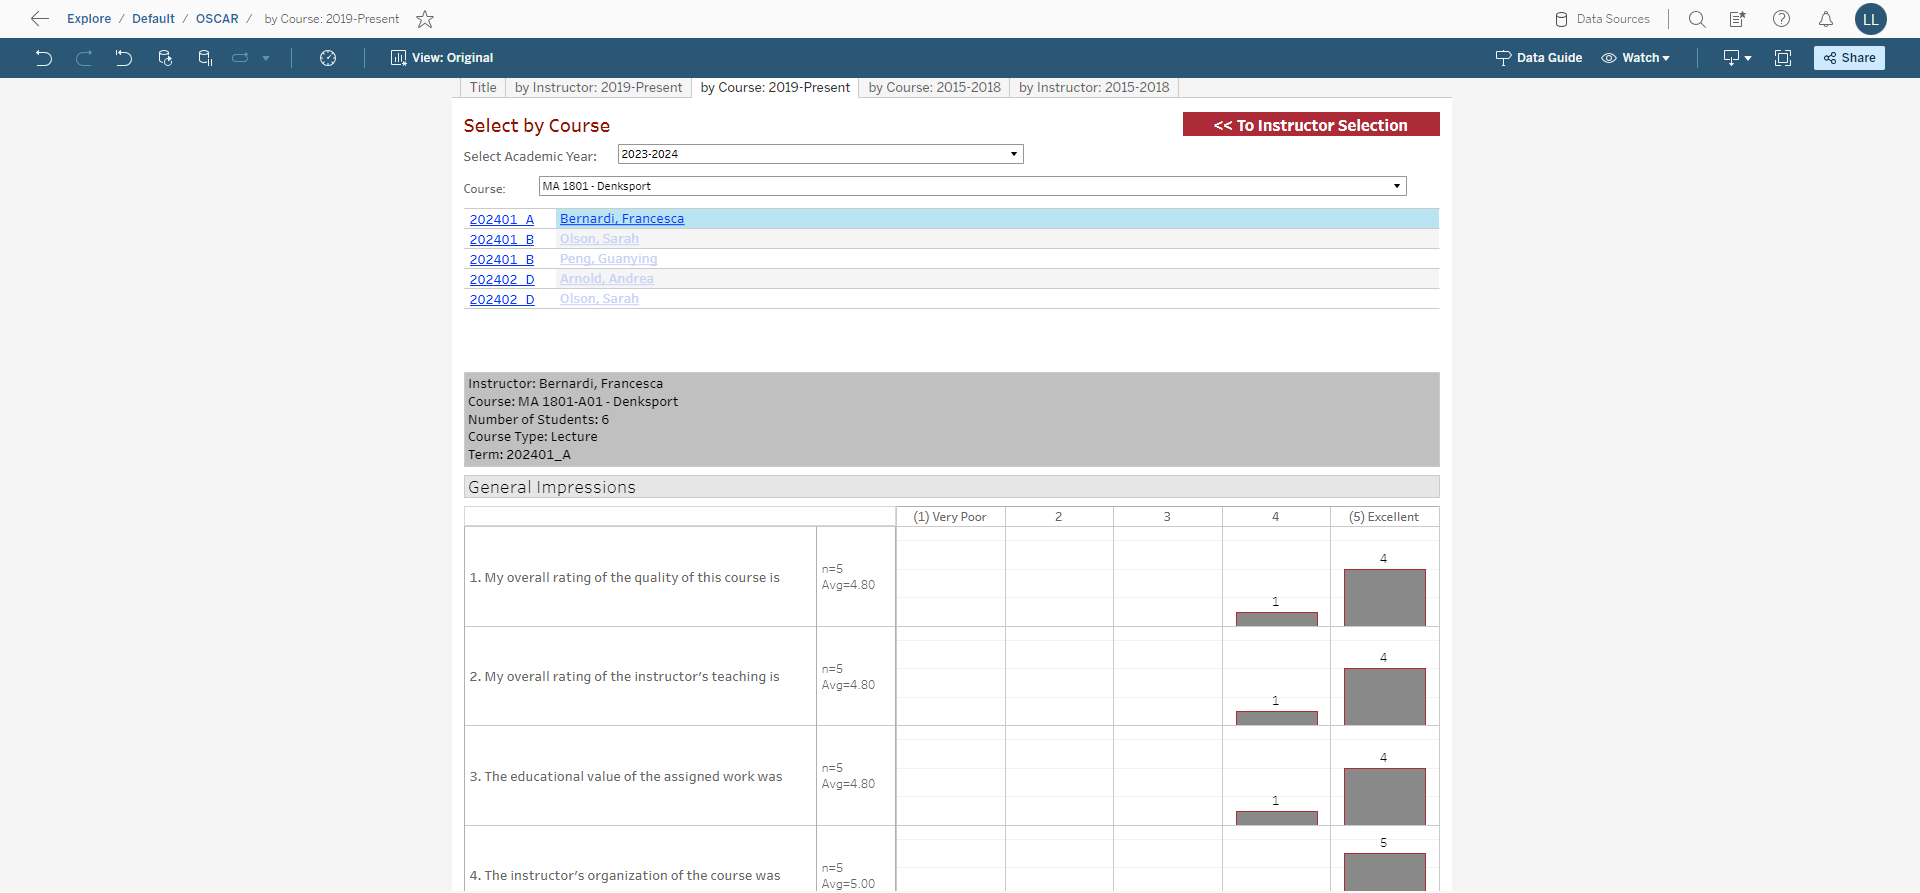 Explore / Default / OSCAR / by Course: 2019-Present
Data Sources
LL
View: Original
Data Guide
Watch
Share
Title
by Instructor: 2019-Present
by Course: 2019-Present
by Course: 2015-2018
by Instructor: 2015-2018
Select by Course
<< To Instructor Selection
Select Academic Year: 2023-2024
Course: MA 1801 - Denksport
202401_A Bernardi, Francesca
202401_B Olson, Sarah
202401_B Peng, Guanying
202402_D Arnold, Andrea
202402_D Olson, Sarah
Instructor: Bernardi, Francesca
Course: MA 1801-A01 - Denksport
Number of Students: 6
Course Type: Lecture
Term: 202401_A
General Impressions
(1) Very Poor 2 3 4 (5) Excellent
1. My overall rating of the quality of this course is
n=5
Avg=4.80
1
4
2. My overall rating of the instructor's teaching is
n=5
Avg=4.80
1
4
3. The educational value of the assigned work was
n=5
Avg=4.80
1
4
4. The instructor's organization of the course was
n=5
Avg=5.00
5